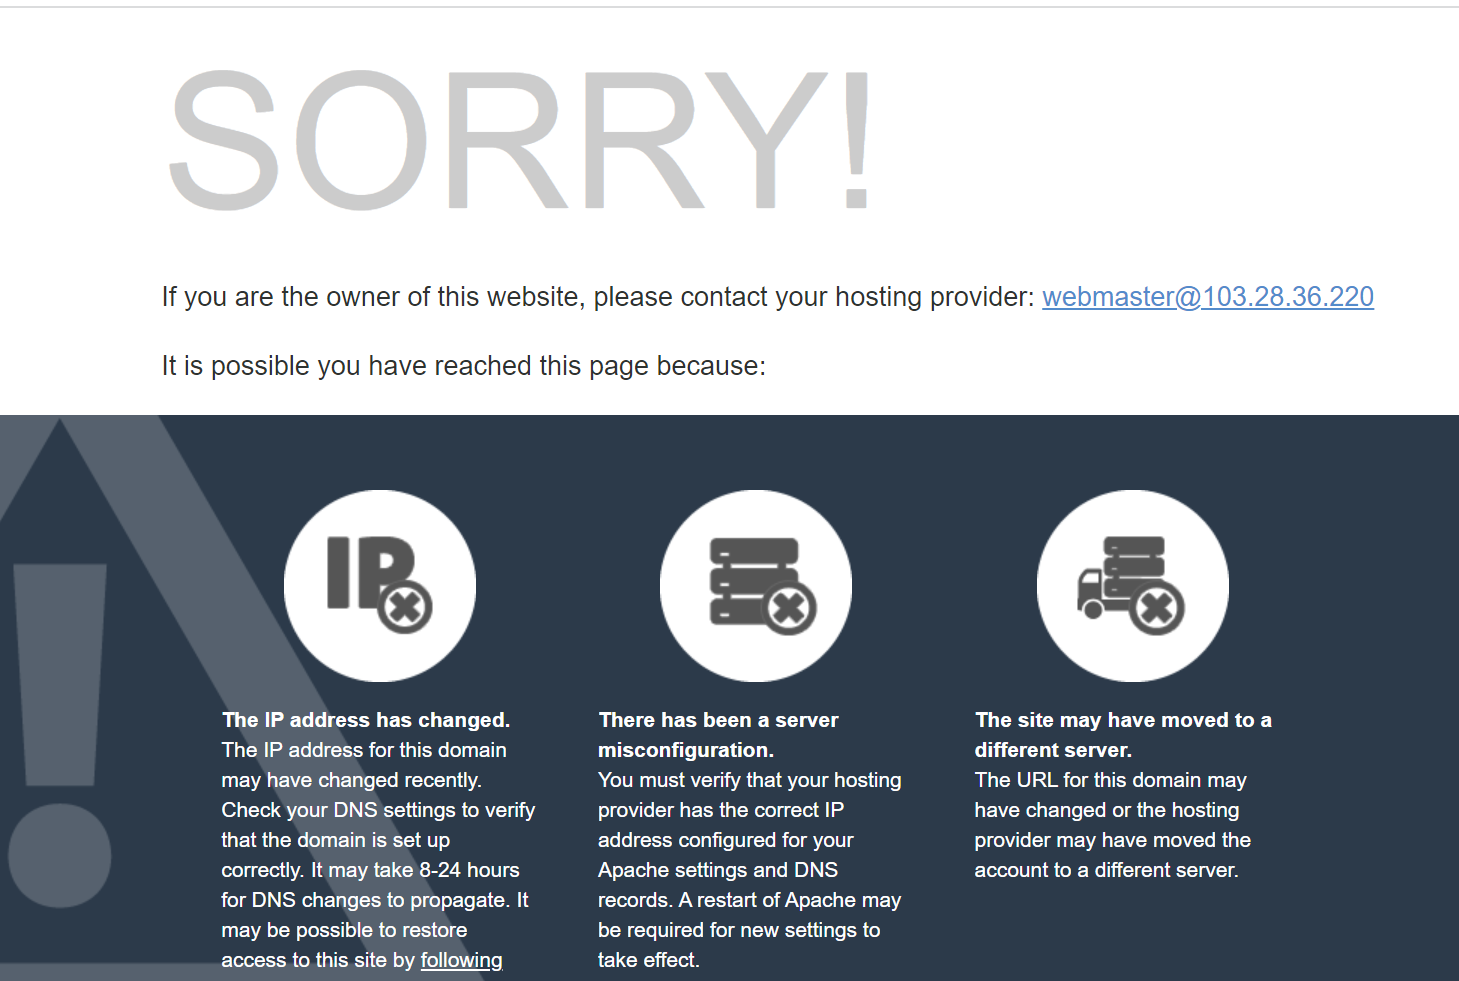 SORRY!
If you are the owner of this website, please contact your hosting provider: webmaster@103.28.36.220
It is possible you have reached this page because:
IP
The IP address has changed.
The IP address for this domain
may have changed recently.
Check your DNS settings to verify
that the domain is set up
correctly. It may take 8-24 hours
for DNS changes to propagate. It
may be possible to restore
access to this site by following
There has been a server
misconfiguration.
You must verify that your hosting
provider has the correct IP
address configured for your
Apache settings and DNS
records. A restart of Apache may
be required for new settings to
take effect.
The site may have moved to a
different server.
The URL for this domain may
have changed or the hosting
provider may have moved the
account to a different server.